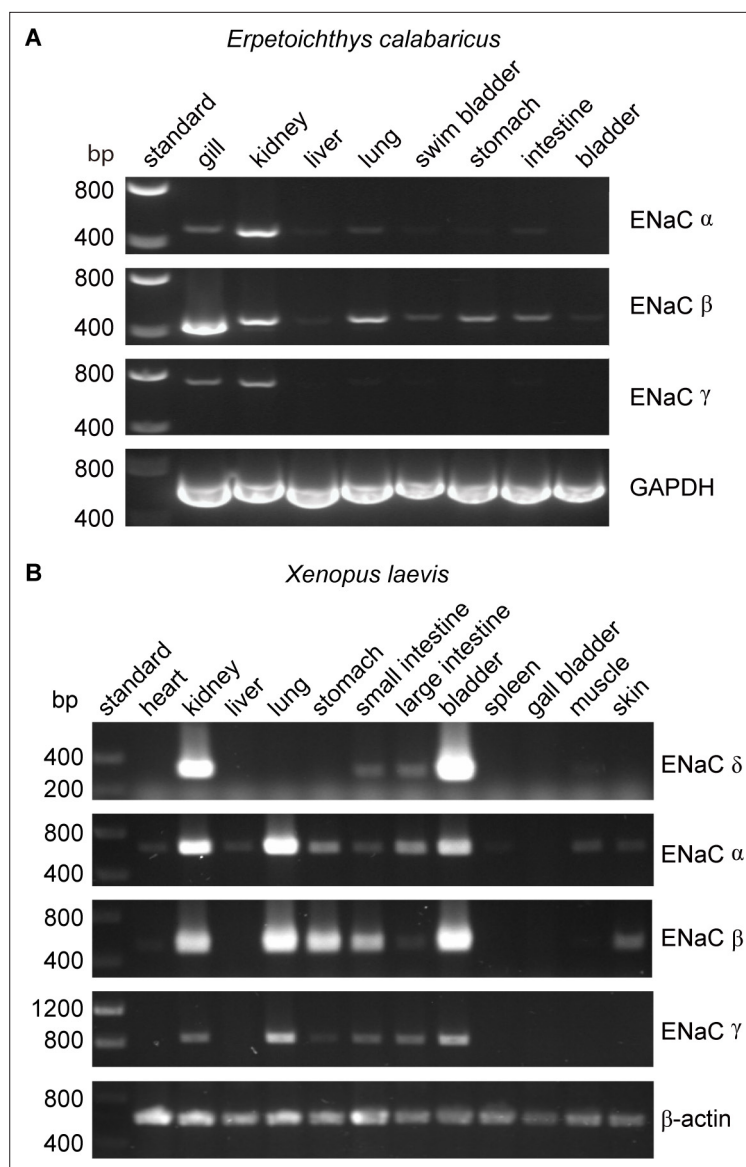 A
Erpetoichthys calabaricus
bp
standard
gill
kidney
liver
lung
swim bladder
stomach
intestine
bladder
800
400
ENaC α
800
400
ENaC β
800
400
ENaC γ
800
400
GAPDH
B
Xenopus laevis
bp
standard
heart
kidney
liver
lung
stomach
small intestine
large intestine
bladder
spleen
gall bladder
muscle
skin
400
200
ENaC δ
800
400
ENaC α
800
400
ENaC β
1200
800
ENaC γ
800
400
β-actin